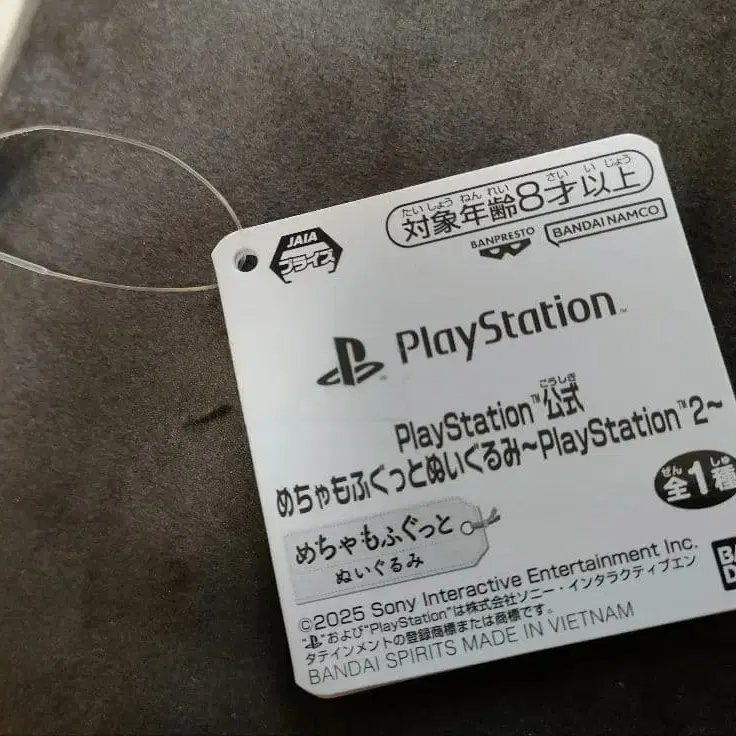 たいしょうねんれい さい いじょう
対象年齢8才以上
JAIA
プライズ
BANPRESTO
BANDAI NAMCO
PlayStation™
こうしき
PlayStation™公式
めちゃもふぐっとぬいぐるみ~PlayStation™2~
ぜん しゅ
全1種
めちゃもふぐっと
ぬいぐるみ
©2025 Sony Interactive Entertainment Inc.
"および"PlayStation"は株式会社ソニー・インタラクティブエン
タテインメントの登録商標または商標です。
BANDAI SPIRITS MADE IN VIETNAM